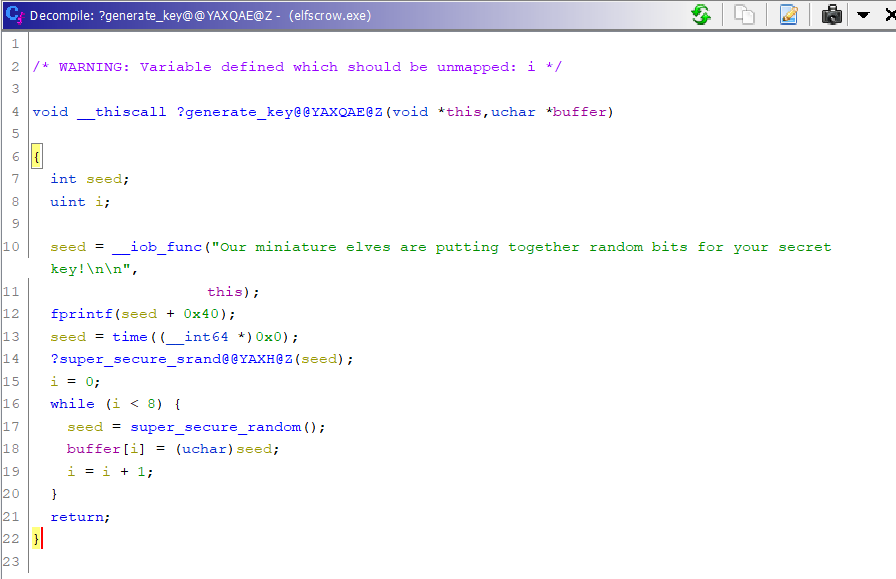 Decompile: ?generate_key@@YAXQAE@Z - (elfscrow.exe)
1
2 /* WARNING: Variable defined which should be unmapped: i */
3
4 void __thiscall ?generate_key@@YAXQAE@Z(void *this,uchar *buffer)
5
6 {
7 int seed;
8 uint i;
9
10 seed = __iob_func("Our miniature elves are putting together random bits for your secret
key!\n\n",
11 this);
12 fprintf(seed + 0x40);
13 seed = time((__int64 *)0x0);
14 ?super_secure_srand@@YAXH@Z(seed);
15 i = 0;
16 while (i < 8) {
17 seed = super_secure_random();
18 buffer[i] = (uchar)seed;
19 i = i + 1;
20 }
21 return;
22 }
23